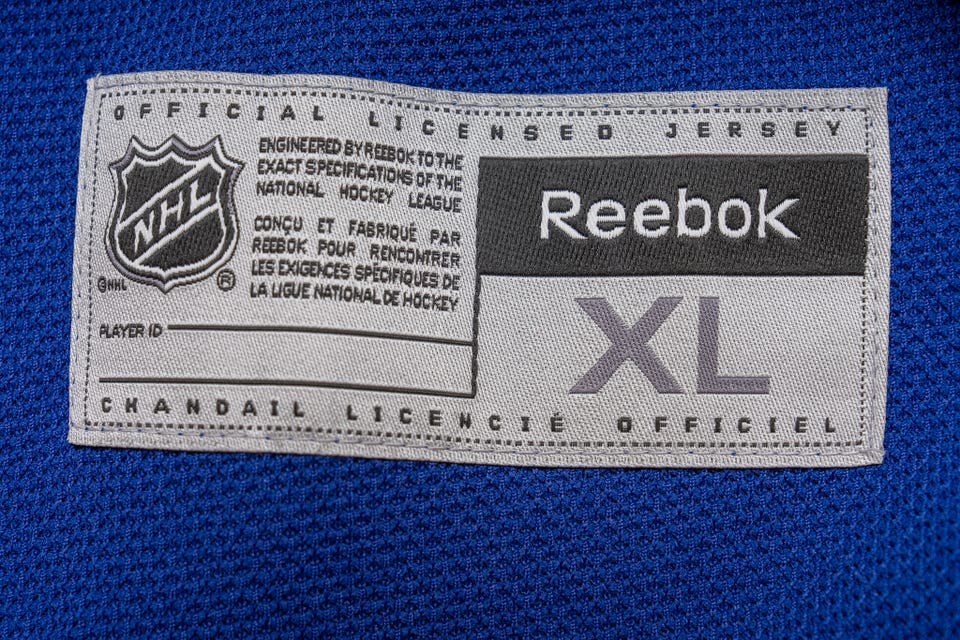 OFFICIAL LICENSED JERSEY
NHL
©NHL
®
ENGINEERED BY REEBOK TO THE
EXACT SPECIFICATIONS OF THE
NATIONAL HOCKEY LEAGUE
CONÇU ET FABRIQUÉ PAR
REEBOK POUR RENCONTRER
LES EXIGENCES SPÉCIFIQUES DE
LA LIGUE NATIONAL DE HOCKEY
PLAYER ID
Reebok
XL
CHANDAIL LICENCIÉ OFFICIEL